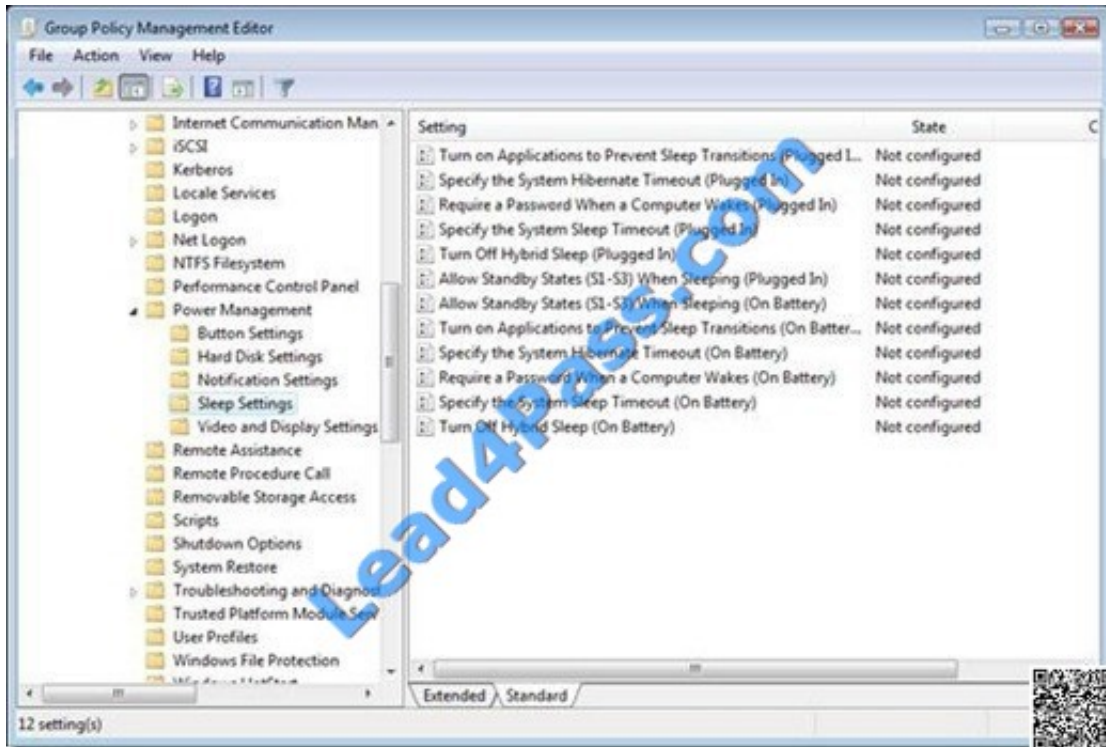 Group Policy Management Editor
File Action View Help
Internet Communication Man
iSCSI
Kerberos
Locale Services
Logon
Net Logon
NTFS Filesystem
Performance Control Panel
Power Management
Button Settings
Hard Disk Settings
Notification Settings
Sleep Settings
Video and Display Settings
Remote Assistance
Remote Procedure Call
Removable Storage Access
Scripts
Shutdown Options
System Restore
Troubleshooting and Diagnost
Trusted Platform Module Serv
User Profiles
Windows File Protection
Setting State C
Turn on Applications to Prevent Sleep Transitions (Plugged I... Not configured
Specify the System Hibernate Timeout (Plugged In) Not configured
Require a Password When a Computer Wakes (Plugged In) Not configured
Specify the System Sleep Timeout (Plugged In) Not configured
Turn Off Hybrid Sleep (Plugged In) Not configured
Allow Standby States (S1-S3) When Sleeping (Plugged In) Not configured
Allow Standby States (S1-S3) When Sleeping (On Battery) Not configured
Turn on Applications to Prevent Sleep Transitions (On Batter... Not configured
Specify the System Hibernate Timeout (On Battery) Not configured
Require a Password When a Computer Wakes (On Battery) Not configured
Specify the System Sleep Timeout (On Battery) Not configured
Turn Off Hybrid Sleep (On Battery) Not configured
Extended Standard
12 setting(s)
Lead4Pass.com